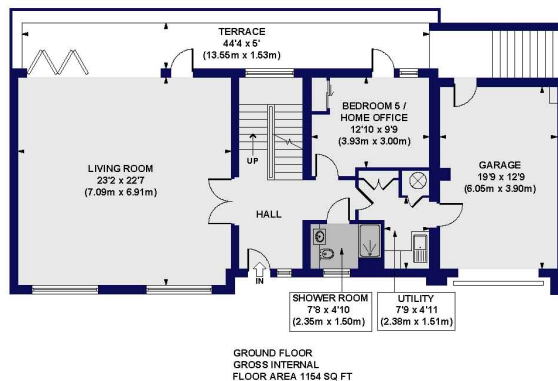 TERRACE
44'4 x 5'
(13.55m x 1.53m)
BEDROOM 5 /
HOME OFFICE
12'10 x 9'9
(3.93m x 3.00m)
LIVING ROOM
23'2 x 22'7
(7.09m x 6.91m)
UP
GARAGE
19'9 x 12'9
(6.05m x 3.90m)
HALL
IN
SHOWER ROOM
7'8 x 4'10
(2.35m x 1.50m)
UTILITY
7'9 x 4'11
(2.38m x 1.51m)
GROUND FLOOR
GROSS INTERNAL
FLOOR AREA 1154 SQ FT